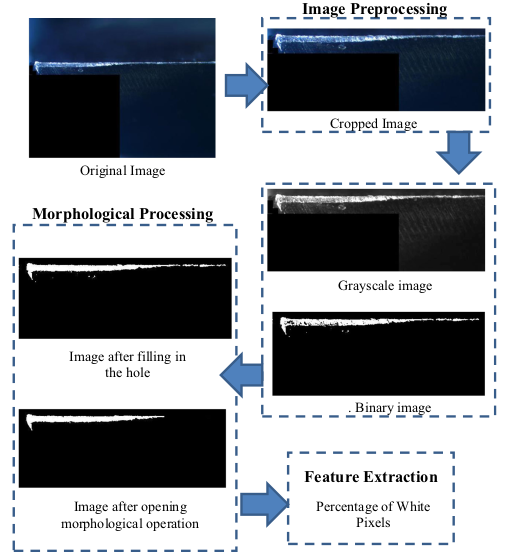 Image Preprocessing
Original Image
Cropped Image
Grayscale image
. Binary image
Morphological Processing
Image after filling in
the hole
Image after opening
morphological operation
Feature Extraction
Percentage of White
Pixels